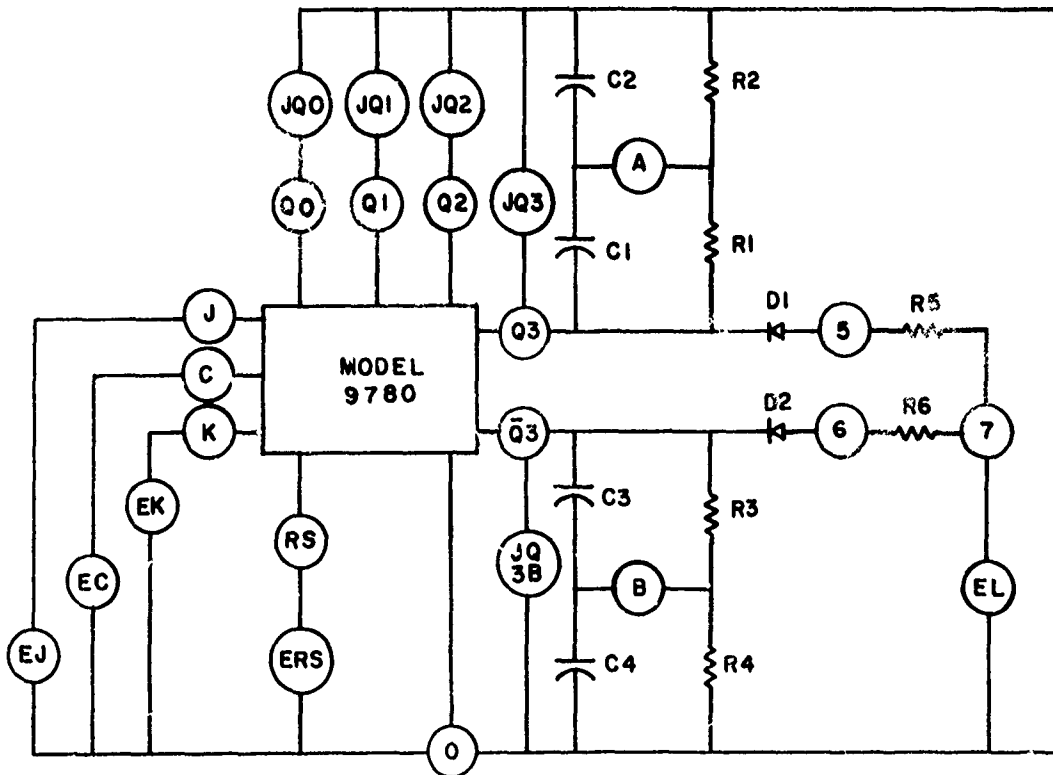 C2
R2
JQ0
JQ1
JQ2
A
Q0
Q1
Q2
JQ3
C1
R1
J
D1
R5
Q3
5
MODEL
9780
C
D2
R6
K
Q̄3
6
7
C3
R3
EK
RS
JQ
3B
EC
B
EL
EJ
ERS
C4
R4
0